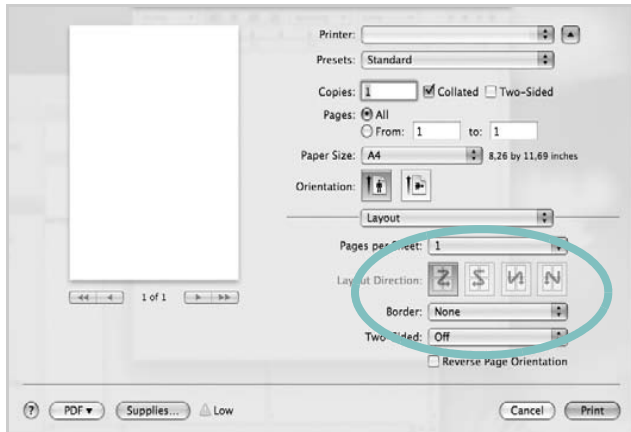 Printer:
Presets: Standard
Copies: 1 Collated Two-Sided
Pages: All
From: 1 to: 1
Paper Size: A4 8,26 by 11,69 inches
Orientation:
Layout
Pages per Sheet: 1
Layout Direction:
Border: None
Two-Sided: Off
Reverse Page Orientation
1 of 1
? PDF Supplies... Low Cancel Print